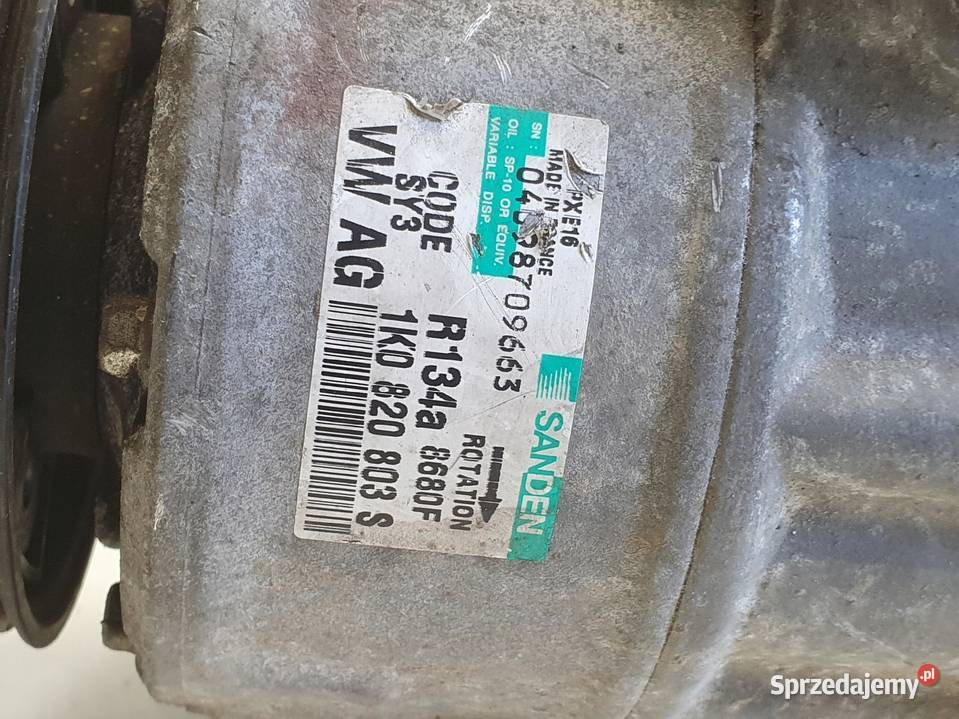 SANDEN
PXE16
MADE IN FRANCE
SN:
OIL : SP-10 OR EQUIV.
VARIABLE DISP.
ROTATION
CODE
SY3
R134a 8680F
VW AG
1K0 820 803 S
Sprzedajemy.pl